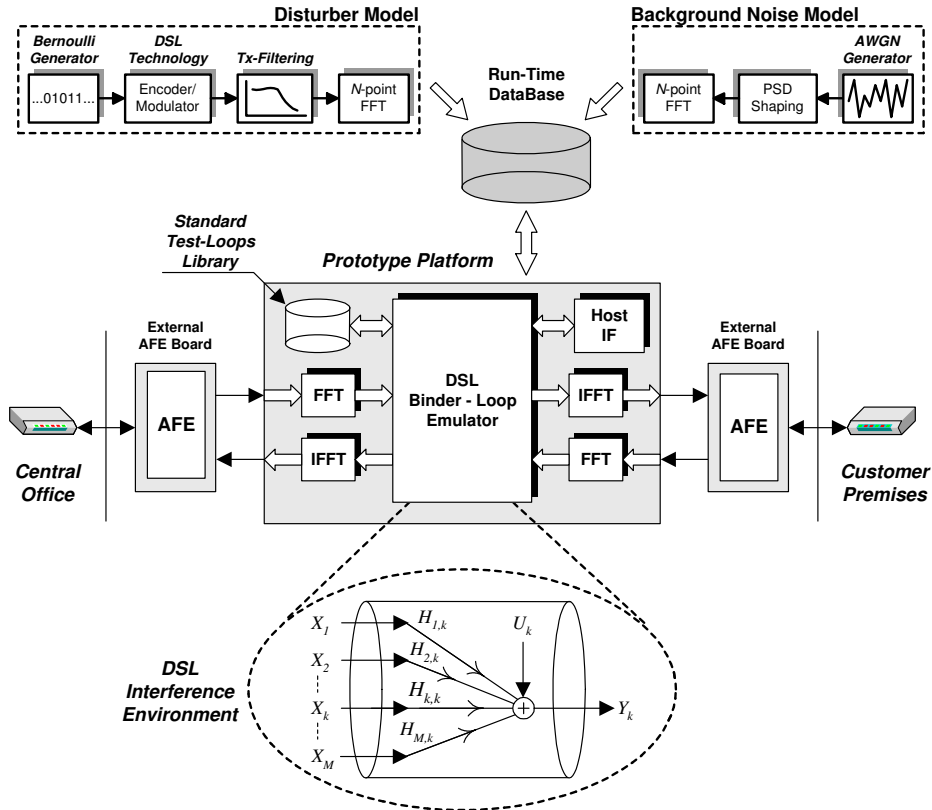 Disturber Model
Background Noise Model
Bernoulli
Generator
DSL
Technology
Tx-Filtering
AWGN
Generator
...01011...
Encoder/
Modulator
N-point
FFT
Run-Time
DataBase
N-point
FFT
PSD
Shaping
Standard
Test-Loops
Library
Prototype Platform
External
AFE Board
Host
IF
External
AFE Board
AFE
FFT
DSL
Binder - Loop
Emulator
IFFT
AFE
IFFT
FFT
Central
Office
Customer
Premises
DSL
Interference
Environment
X1
H1,k
Uk
X2
H2,k
Xk
Hk,k
+
Yk
XM
HM,k